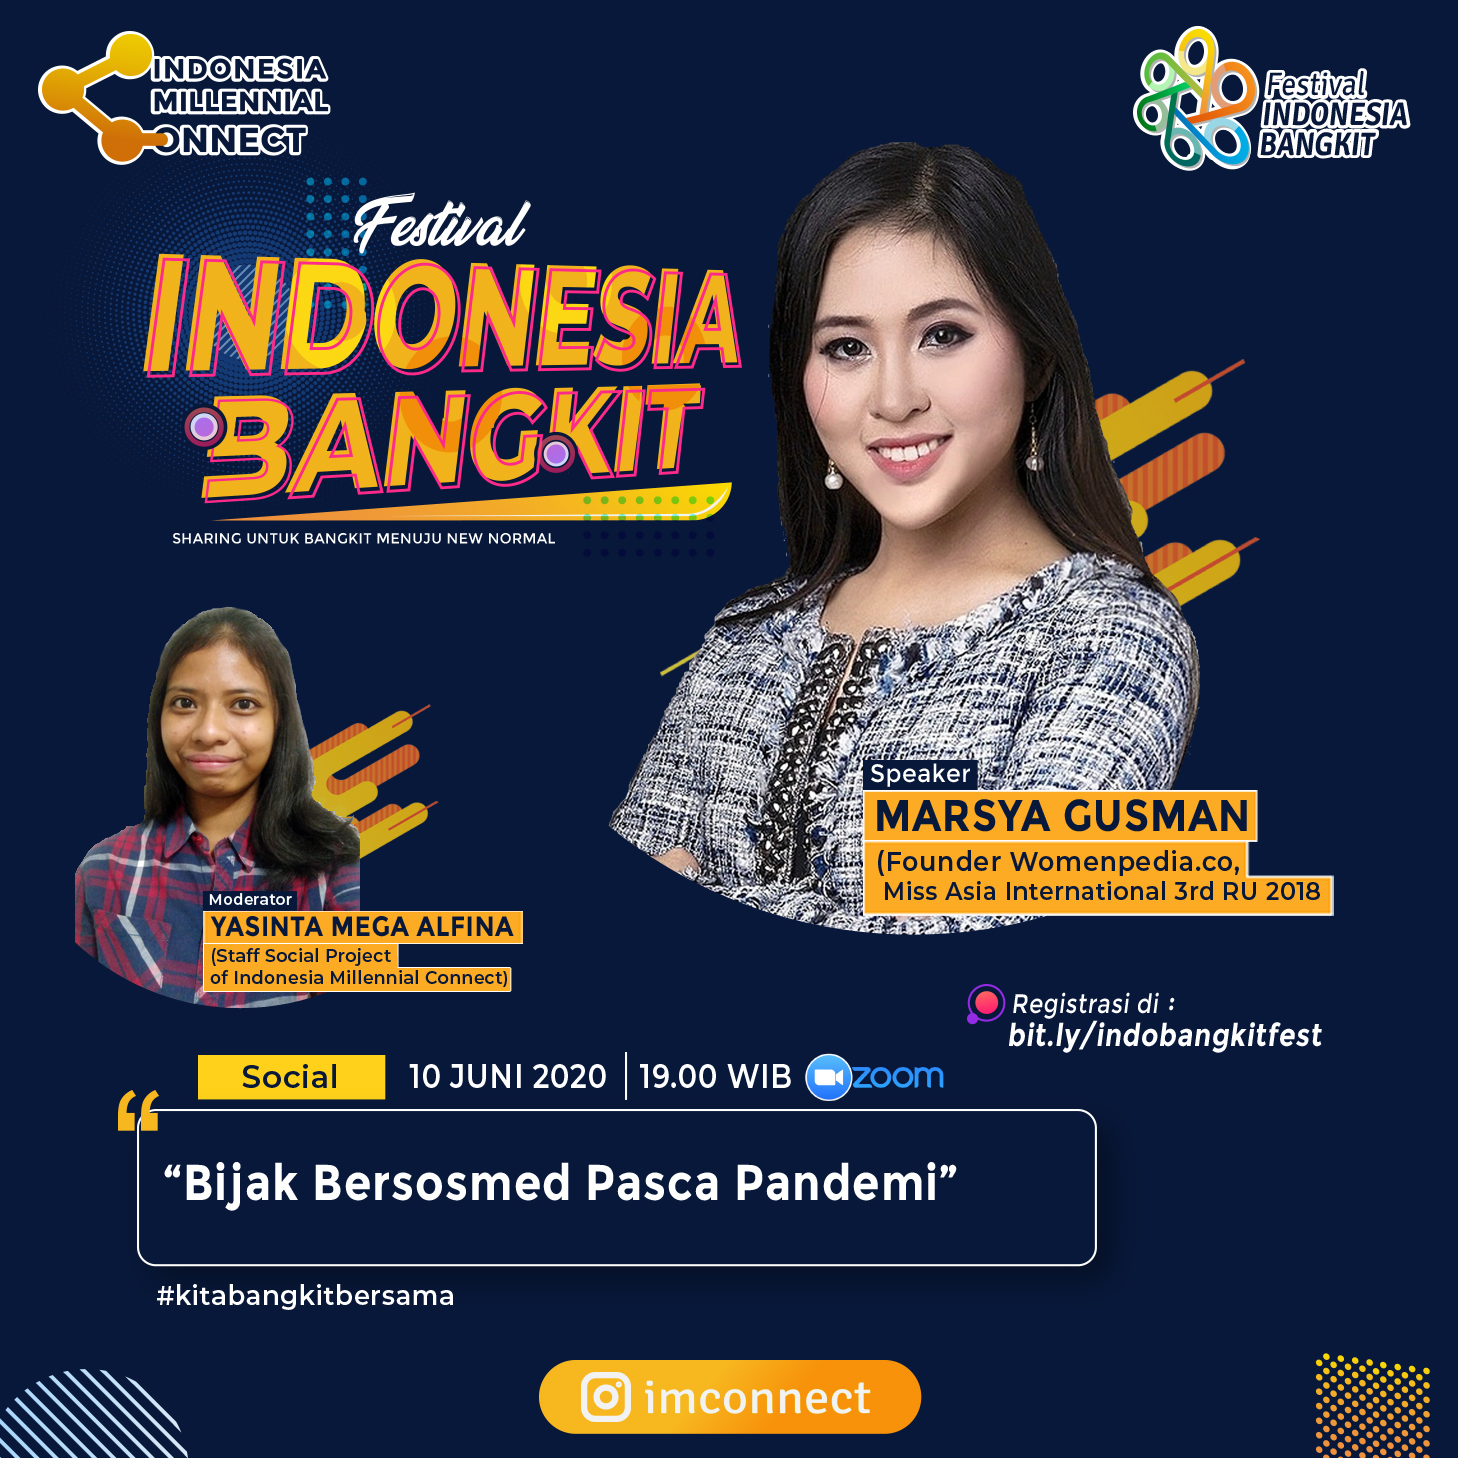 INDONESIA
MILLENNIAL
CONNECT
Festival
INDONESIA
BANGKIT
Festival
INDONESIA
BANGKIT
SHARING UNTUK BANGKIT MENUJU NEW NORMAL
Speaker
MARSYA GUSMAN
(Founder Womenpedia.co,
Miss Asia International 3rd RU 2018
Moderator
YASINTA MEGA ALFINA
(Staff Social Project
of Indonesia Millennial Connect)
Registrasi di :
bit.ly/indobangkitfest
Social
10 JUNI 2020 | 19.00 WIB zoom
“Bijak Bersosmed Pasca Pandemi”
#kitabangkitbersama
imconnect